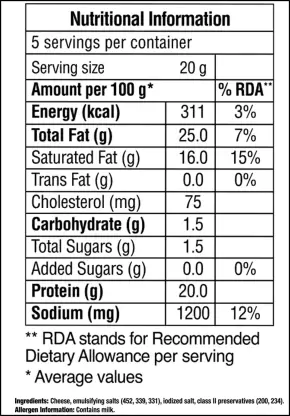 Nutritional Information
5 servings per container
Serving size 20 g
Amount per 100 g* % RDA**
Energy (kcal) 311 3%
Total Fat (g) 25.0 7%
Saturated Fat (g) 16.0 15%
Trans Fat (g) 0.0 0%
Cholesterol (mg) 75
Carbohydrate (g) 1.5
Total Sugars (g) 1.5
Added Sugars (g) 0.0 0%
Protein (g) 20.0
Sodium (mg) 1200 12%
** RDA stands for Recommended
Dietary Allowance per serving
* Average values
Ingredients: Cheese, emulsifying salts (452, 339, 331), iodized salt, class II preservatives (200, 234).
Allergen Information: Contains milk.